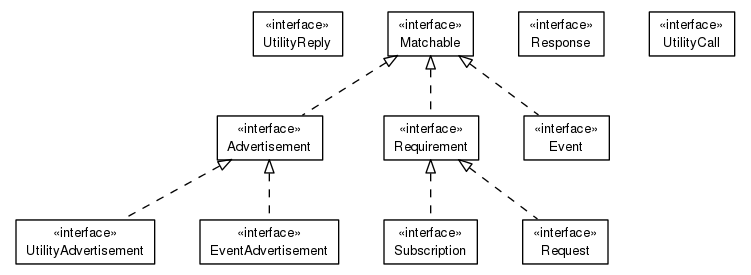 «interface»
UtilityReply
«interface»
Matchable
«interface»
Response
«interface»
UtilityCall
«interface»
Advertisement
«interface»
Requirement
«interface»
Event
«interface»
UtilityAdvertisement
«interface»
EventAdvertisement
«interface»
Subscription
«interface»
Request